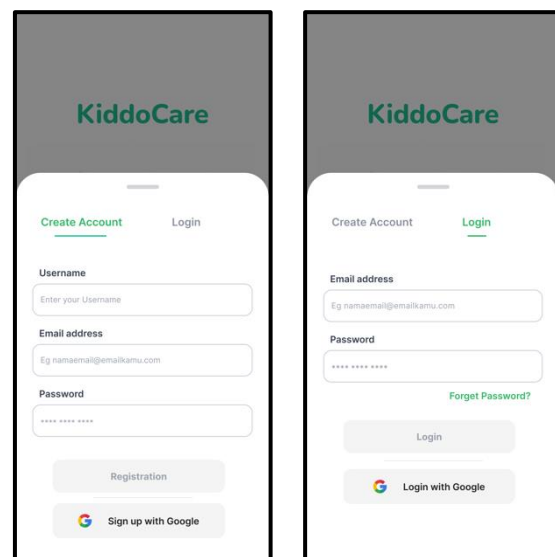 KiddoCare
Create Account Login
Username
Enter your Username
Email address
Eg namaemail@emailkamu.com
Password
**** **** ****
Registration
Sign up with Google
KiddoCare
Create Account Login
Email address
Eg namaemail@emailkamu.com
Password
**** **** ****
Forget Password?
Login
Login with Google